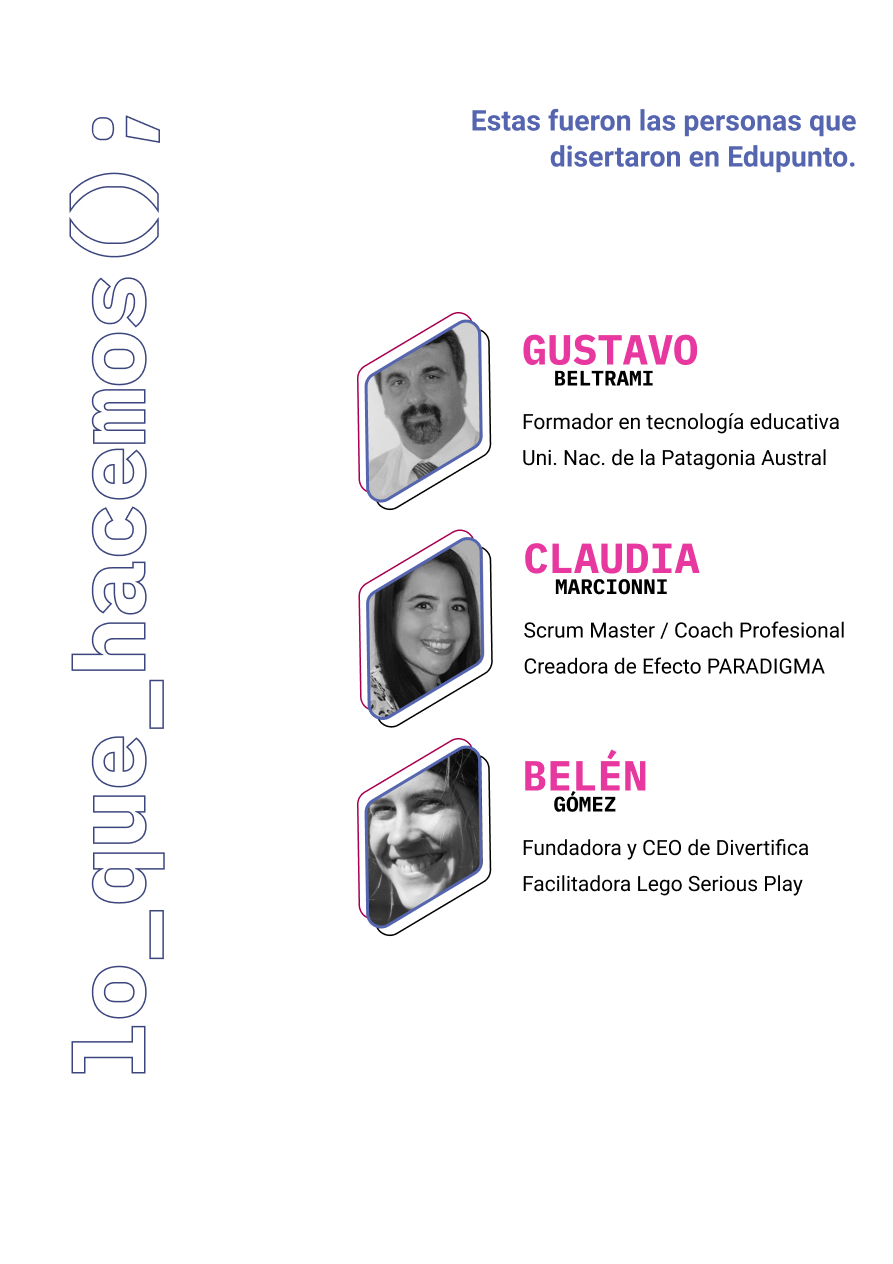 lo_que_hacemos();
Estas fueron las personas que
disertaron en Edupunto.
GUSTAVO
BELTRAMI
Formador en tecnología educativa
Uni. Nac. de la Patagonia Austral
CLAUDIA
MARCIONNI
Scrum Master / Coach Profesional
Creadora de Efecto PARADIGMA
BELÉN
GÓMEZ
Fundadora y CEO de Divertifica
Facilitadora Lego Serious Play